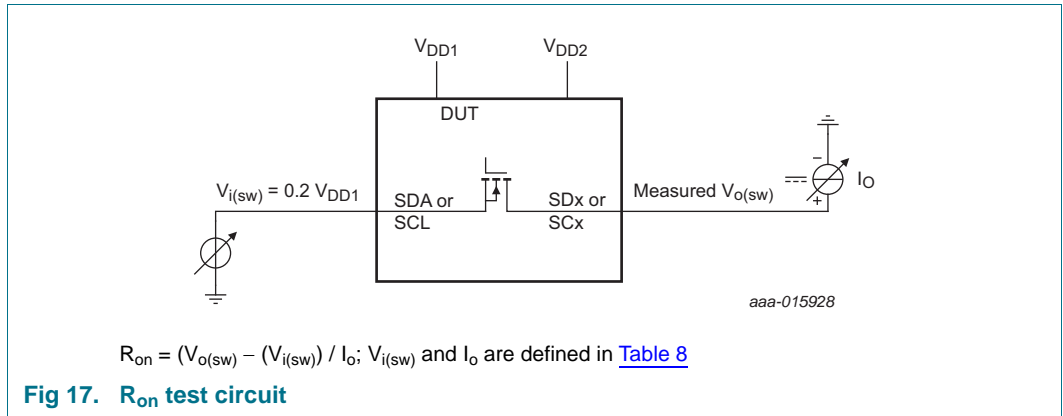 VDD1 VDD2
DUT
Vi(sw) = 0.2 VDD1
SDA or
SCL
SDx or
SCx
Measured Vo(sw)
−
+
IO
aaa-015928
Ron = (Vo(sw) − (Vi(sw)) / Io; Vi(sw) and Io are defined in Table 8
Fig 17. Ron test circuit